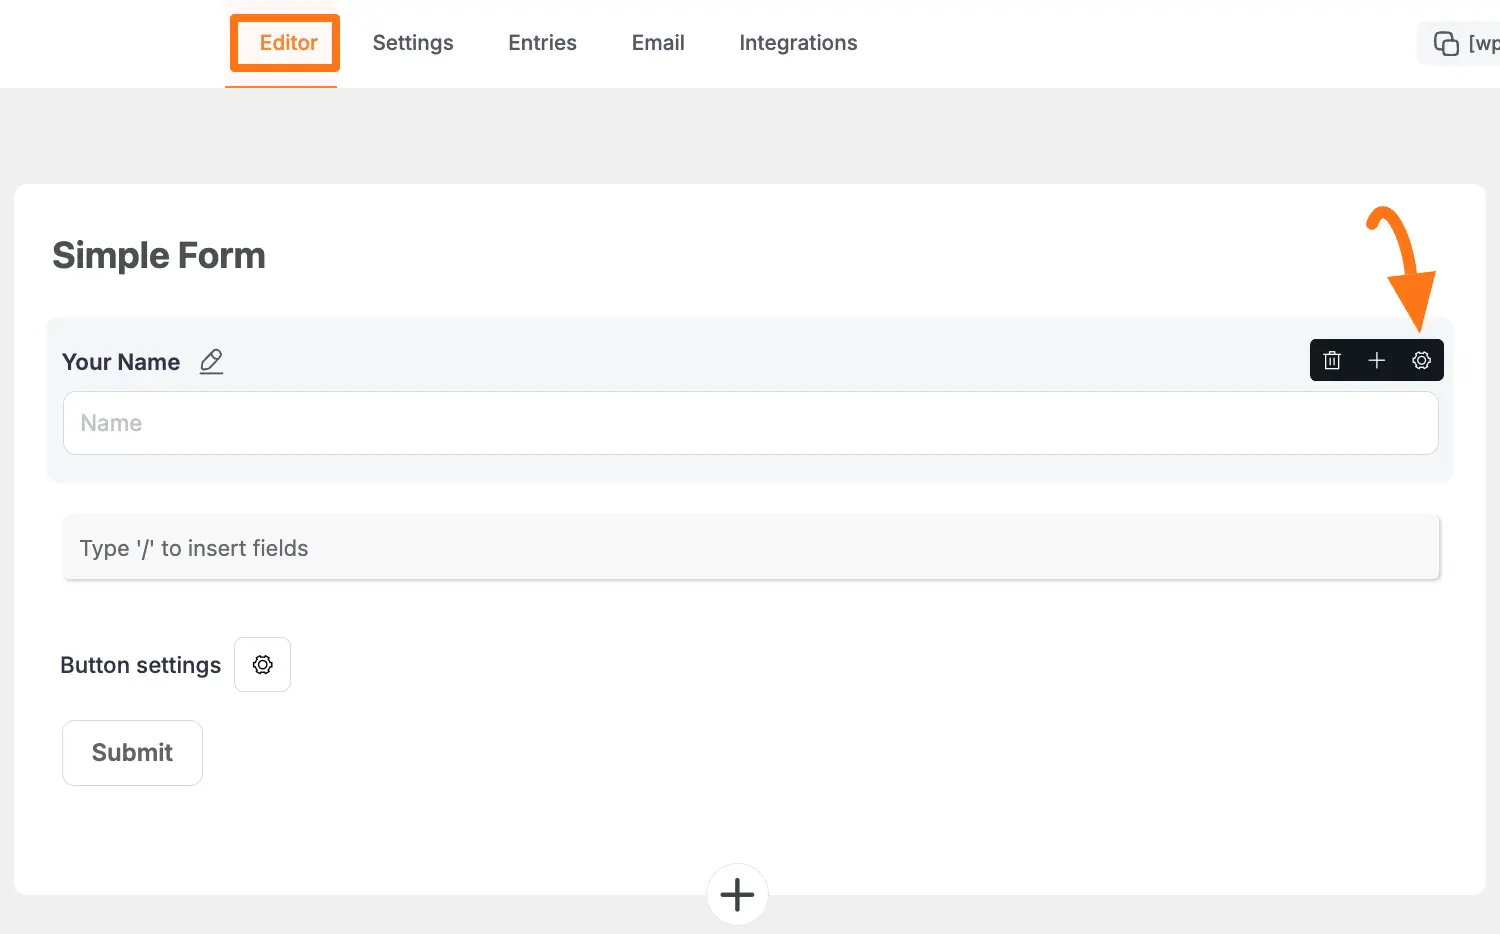 Editor Settings Entries Email Integrations [wp
Simple Form
Your Name
Name
Type '/' to insert fields
Button settings
Submit